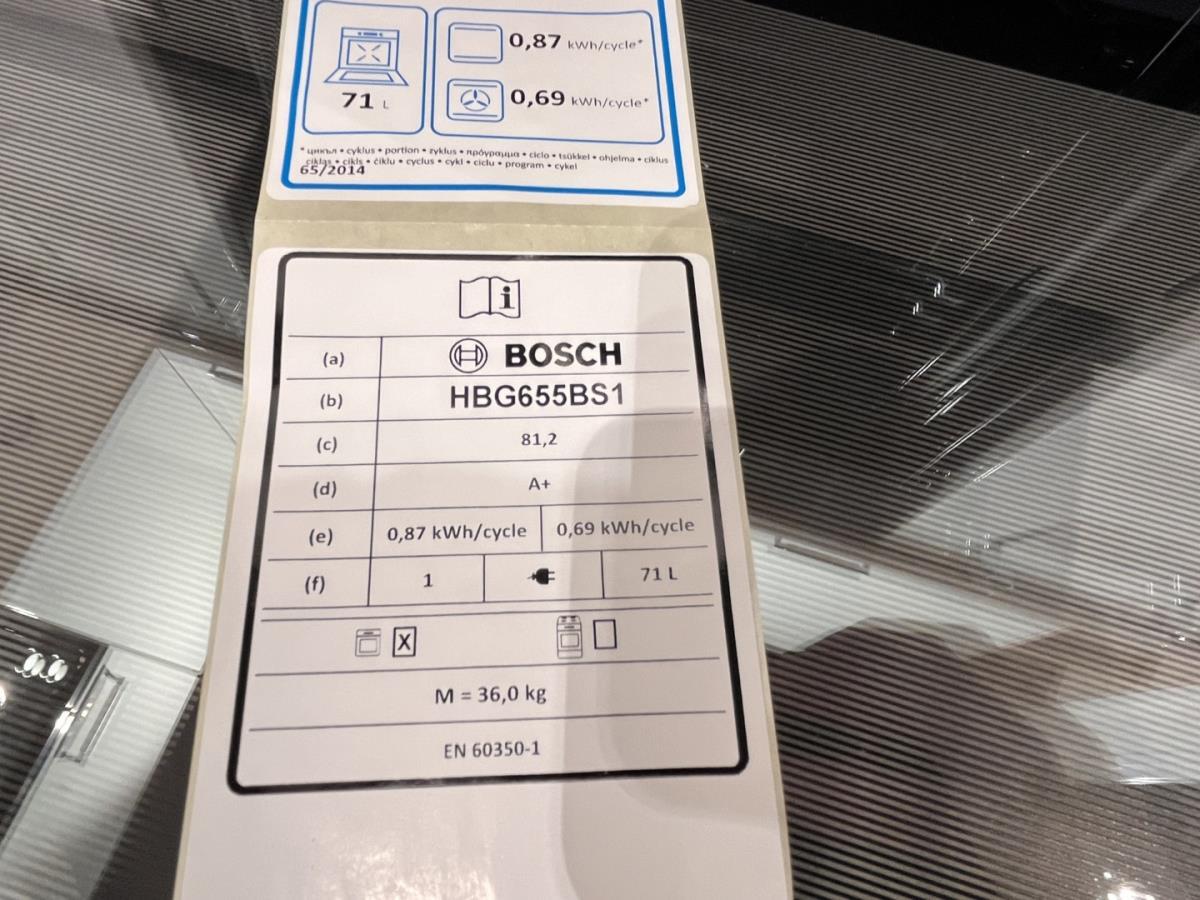 71 L
0,87 kWh/cycle*
0,69 kWh/cycle*
* цикъл • cyklus • portion • zyklus • πρόγραμμα • ciclo • tsükkel • ohjelma • ciklus
ciklas • cikls • ċiklu • cyclus • cykl • ciclu • program • cykel
65/2014
i
(a) BOSCH
(b) HBG655BS1
(c) 81,2
(d) A+
(e) 0,87 kWh/cycle 0,69 kWh/cycle
(f) 1 71 L
X
M = 36,0 kg
EN 60350-1